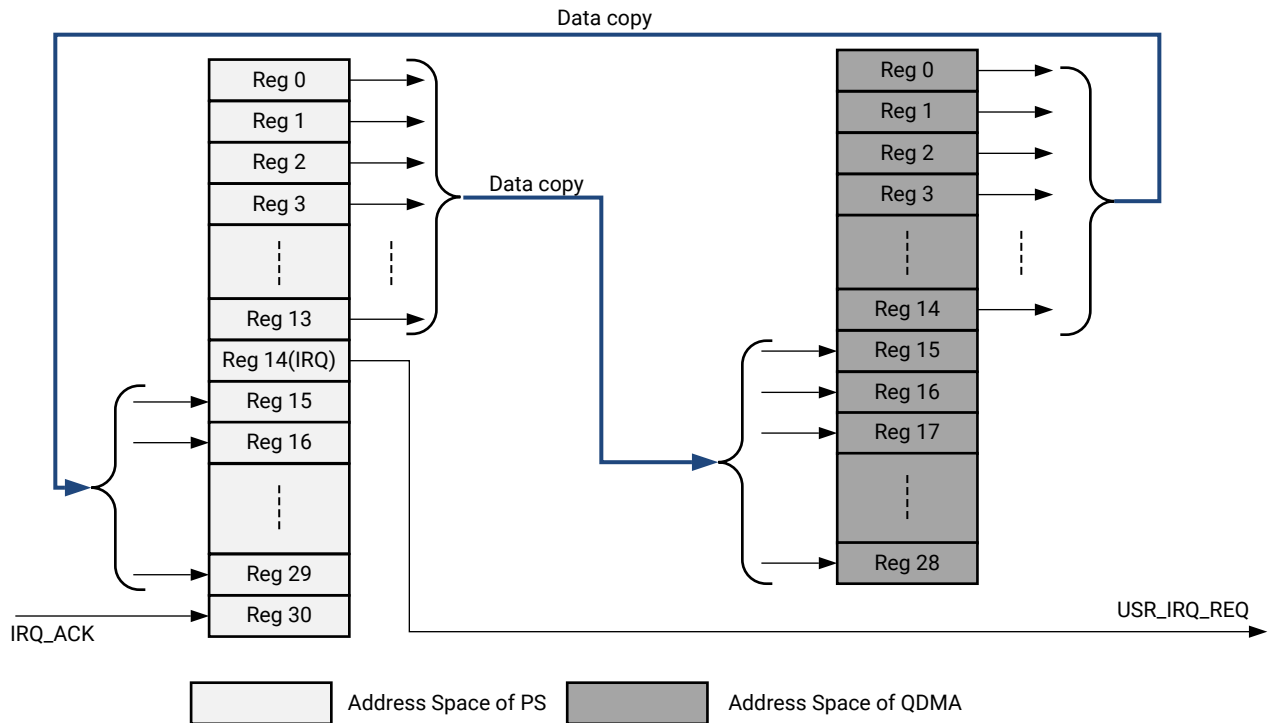 Data copy
Reg 0
Reg 1
Reg 2
Reg 3
Reg 13
Reg 14(IRQ)
Reg 15
Reg 16
Reg 29
Reg 30
IRQ_ACK
Data copy
Reg 0
Reg 1
Reg 2
Reg 3
Reg 14
Reg 15
Reg 16
Reg 17
Reg 28
USR_IRQ_REQ
Address Space of PS
Address Space of QDMA